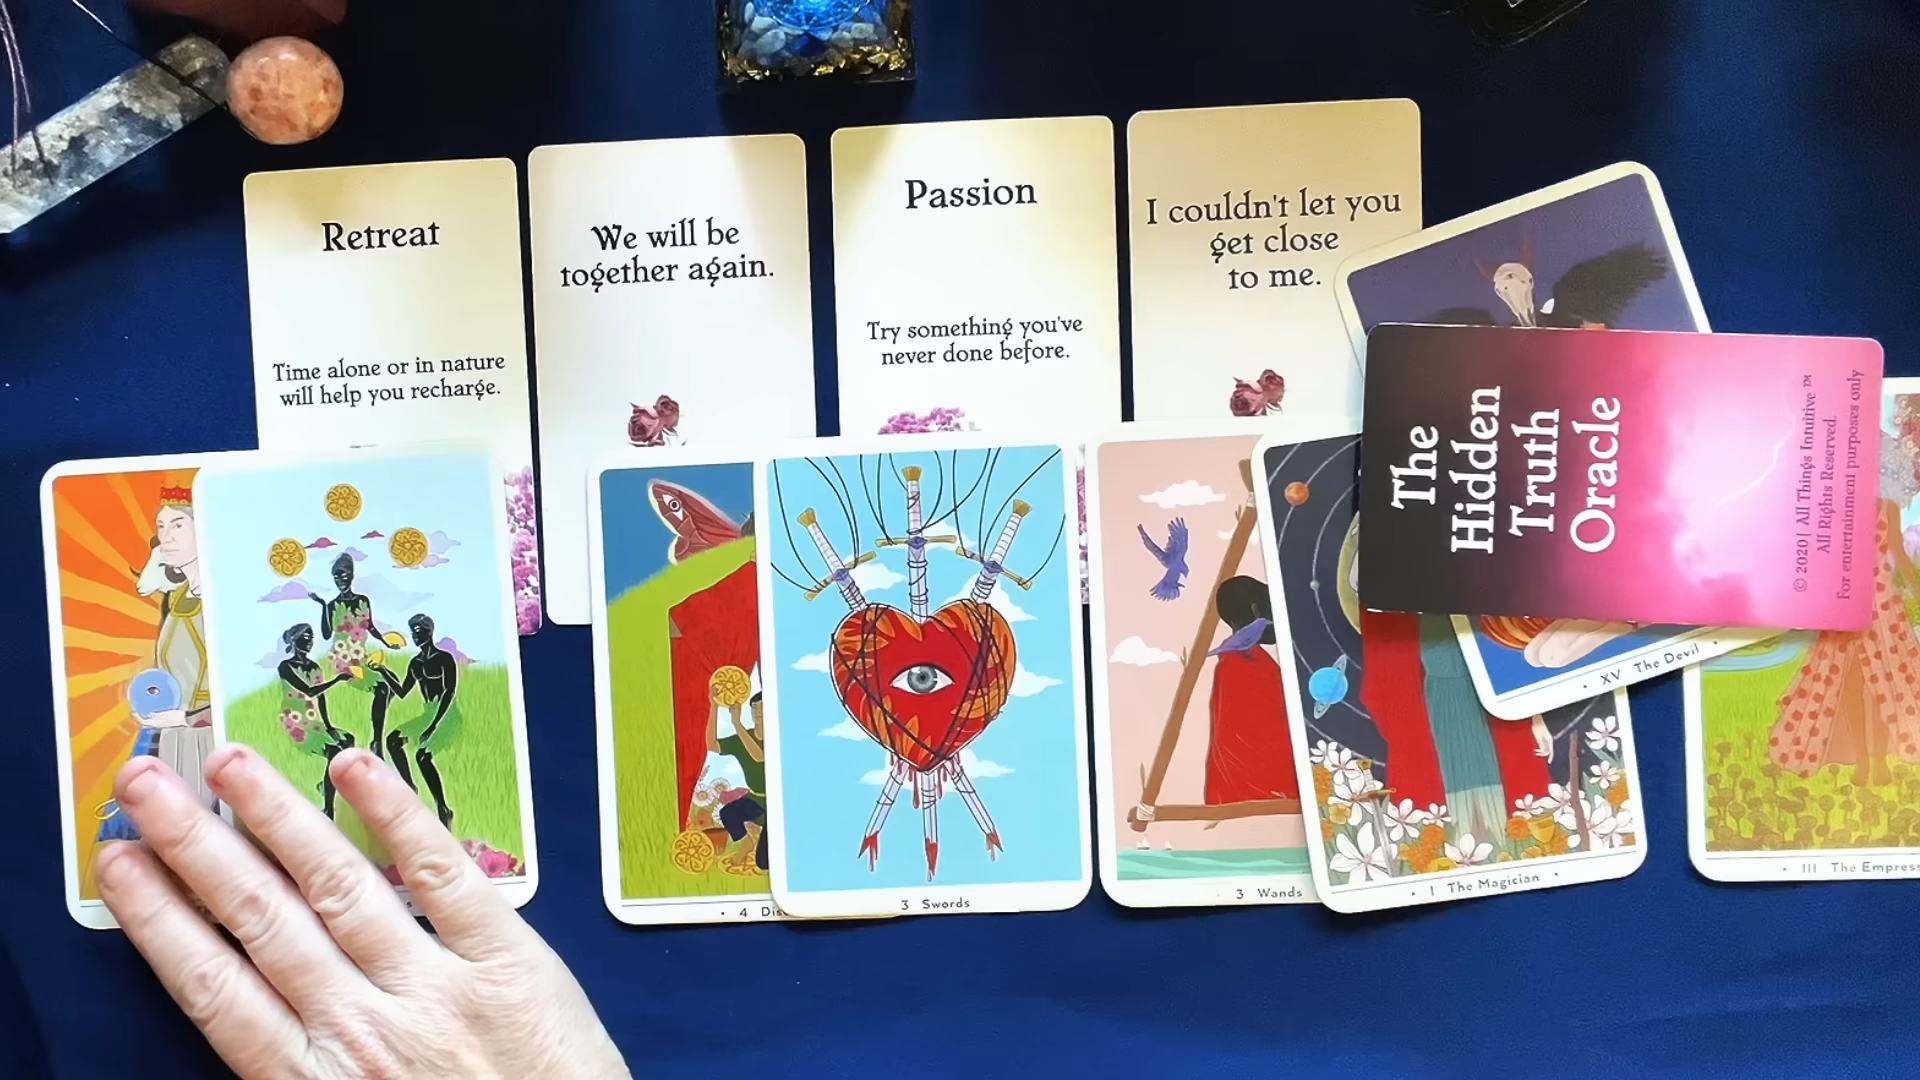 Retreat
Time alone or in nature
will help you recharge.
We will be
together again.
Passion
Try something you've
never done before.
I couldn't let you
get close
to me.
The
Hidden
Truth
Oracle
© 2020| All Things Intuitive ™
All Rights Reserved.
For entertainment purposes only
· XV The Devil ·
· 4
3 Swords
· 3 Wands
· I The Magician ·
· III The Empress